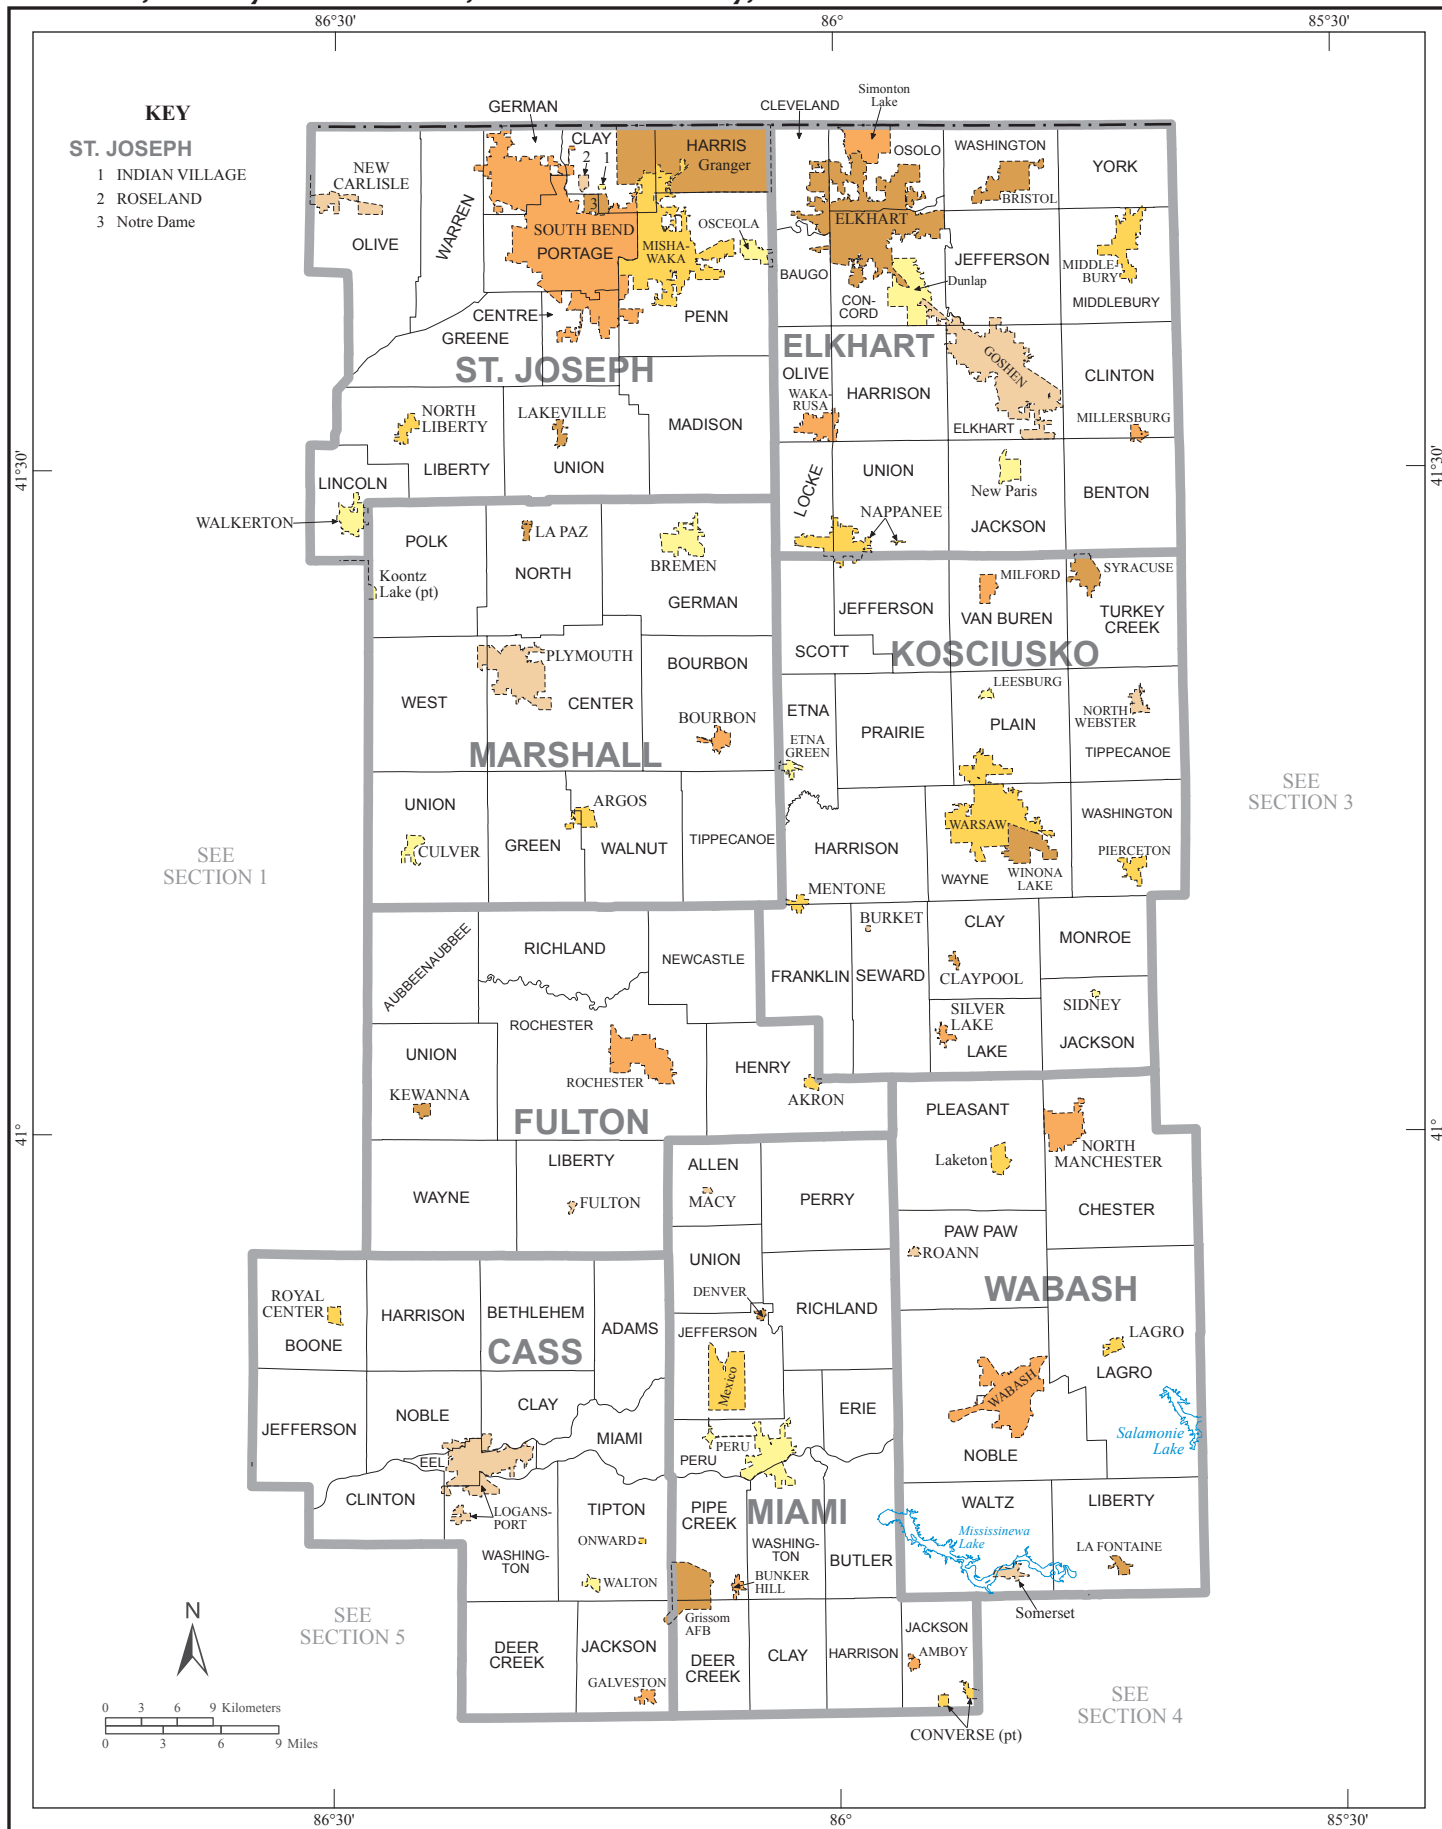 86°30'
86°
85°30'
KEY
ST. JOSEPH
1 INDIAN VILLAGE
2 ROSELAND
3 Notre Dame
GERMAN
CLEVELAND
Simonton
Lake
CLAY
2
1
3
HARRIS
Granger
OSOLO
WASHINGTON
YORK
NEW
CARLISLE
BRISTOL
OLIVE
WARREN
SOUTH BEND
PORTAGE
MISHA-
WAKA
OSCEOLA
ELKHART
BAUGO
JEFFERSON
Dunlap
MIDDLE-
BURY
MIDDLEBURY
CON-
CORD
CENTRE
GREENE
PENN
ST. JOSEPH
ELKHART
OLIVE
WAKA-
RUSA
HARRISON
GOSHEN
CLINTON
ELKHART
MILLERSBURG
NORTH
LIBERTY
LAKEVILLE
MADISON
LIBERTY
UNION
41°30'
41°30'
LINCOLN
WALKERTON
LOCKE
UNION
New Paris
BENTON
NAPPANEE
JACKSON
POLK
LA PAZ
NORTH
BREMEN
GERMAN
Koontz
Lake (pt)
JEFFERSON
MILFORD
VAN BUREN
SYRACUSE
TURKEY
CREEK
SCOTT
KOSCIUSKO
PLYMOUTH
BOURBON
WEST
CENTER
BOURBON
MARSHALL
LEESBURG
ETNA
PRAIRIE
PLAIN
NORTH
WEBSTER
ETNA
GREEN
TIPPECANOE
SEE
SECTION 3
UNION
ARGOS
CULVER
GREEN
WALNUT
TIPPECANOE
HARRISON
WARSAW
WASHINGTON
WAYNE
WINONA
LAKE
PIERCETON
SEE
SECTION 1
MENTONE
BURKET
CLAY
MONROE
AUBBEENAUBBEE
RICHLAND
NEWCASTLE
FRANKLIN
SEWARD
CLAYPOOL
SIDNEY
SILVER
LAKE
LAKE
JACKSON
ROCHESTER
UNION
ROCHESTER
HENRY
KEWANNA
AKRON
FULTON
PLEASANT
41°
41°
Laketon
NORTH
MANCHESTER
LIBERTY
ALLEN
MACY
PERRY
WAYNE
FULTON
CHESTER
PAW PAW
ROANN
UNION
WABASH
DENVER
RICHLAND
ROYAL
CENTER
BOONE
HARRISON
BETHLEHEM
ADAMS
CASS
JEFFERSON
Mexico
LAGRO
LAGRO
WABASH
JEFFERSON
NOBLE
CLAY
ERIE
MIAMI
PERU
PERU
EEL
NOBLE
Salamonie
Lake
CLINTON
LOGANS-
PORT
TIPTON
PIPE
CREEK
MIAMI
WALTZ
LIBERTY
ONWARD
WASHING-
TON
WASHING-
TON
BUTLER
Mississinewa
Lake
LA FONTAINE
WALTON
BUNKER
HILL
Somerset
Grissom
AFB
N
SEE
SECTION 5
DEER
CREEK
JACKSON
GALVESTON
DEER
CREEK
CLAY
HARRISON
JACKSON
AMBOY
CONVERSE (pt)
SEE
SECTION 4
0 3 6 9 Kilometers
0 3 6 9 Miles
86°30'
86°
85°30'